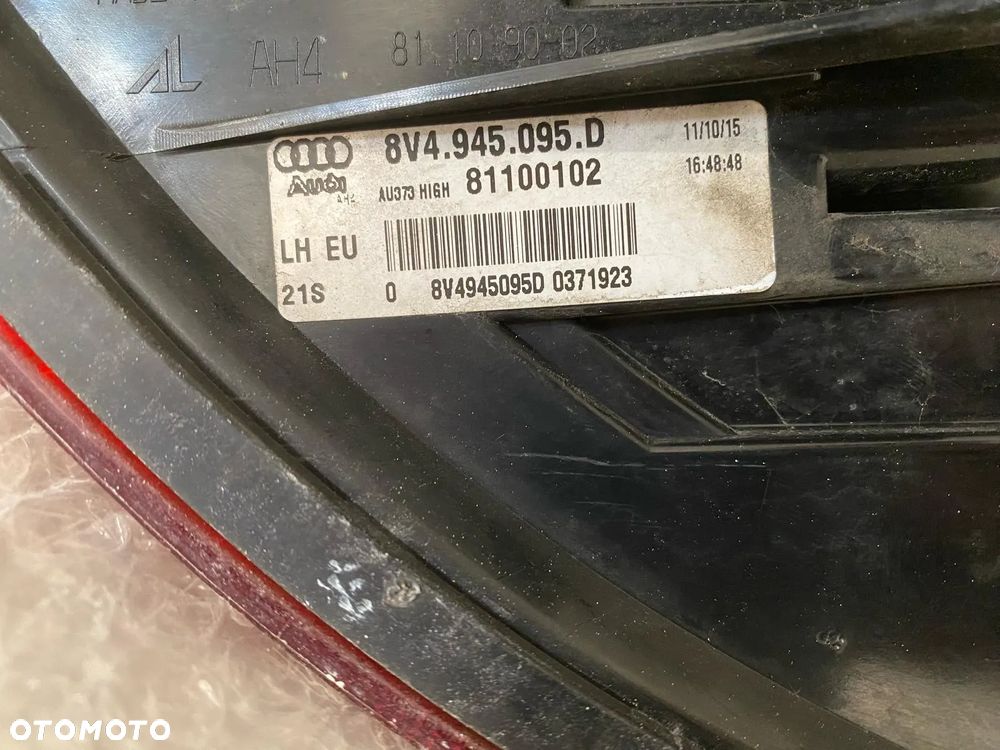 AL AH4 81.10 90-02
8V4.945.095.D 11/10/15
Audi AU373 HIGH 81100102 16:48:48
AH4
LH EU
21S 0 8V4945095D 0371923
OTOMOTO